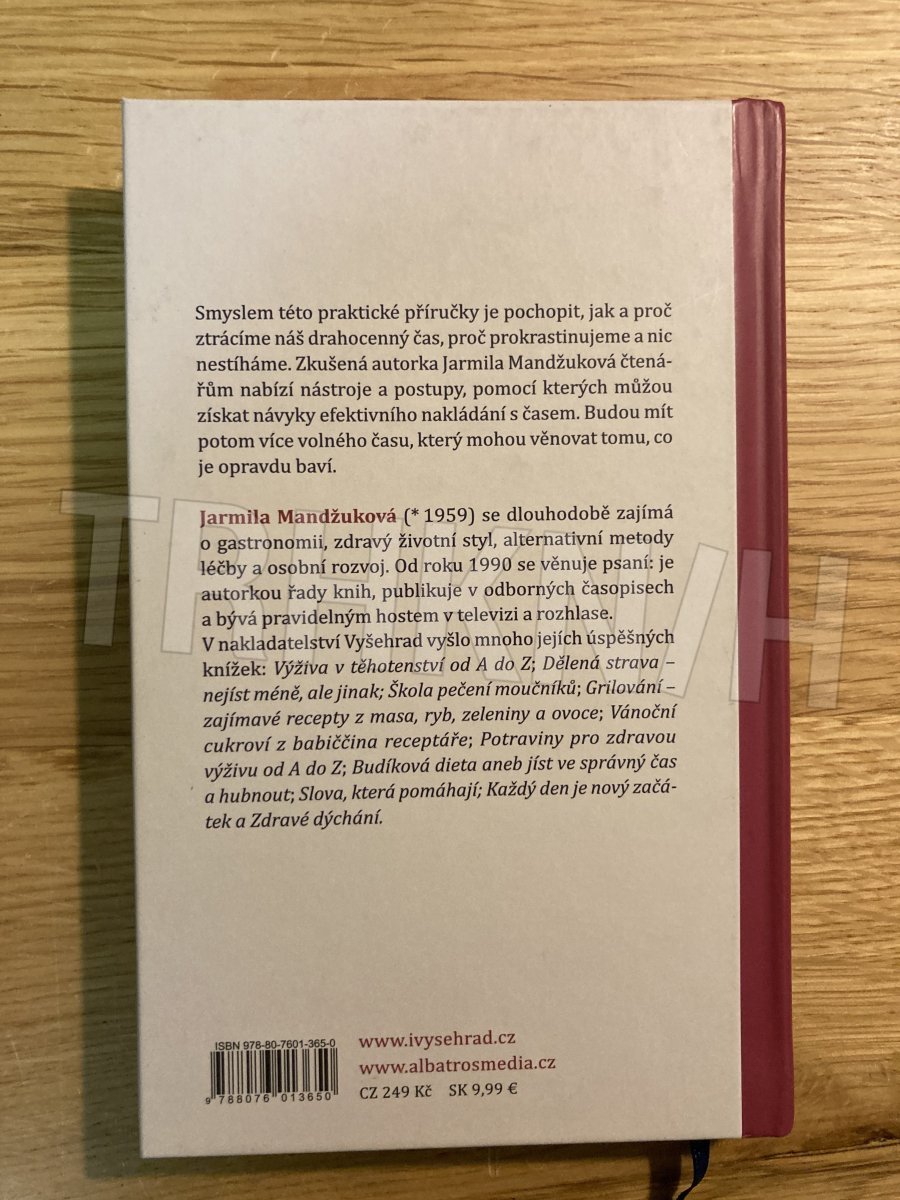 Smyslem této praktické příručky je pochopit, jak a proč
ztrácíme náš drahocenný čas, proč prokrastinujeme a nic
nestíháme. Zkušená autorka Jarmila Mandžuková čtená-
řům nabízí nástroje a postupy, pomocí kterých můžou
získat návyky efektivního nakládání s časem. Budou mít
potom více volného času, který mohou věnovat tomu, co
je opravdu baví.
Jarmila Mandžuková (* 1959) se dlouhodobě zajímá
o gastronomii, zdravý životní styl, alternativní metody
léčby a osobní rozvoj. Od roku 1990 se věnuje psaní: je
autorkou řady knih, publikuje v odborných časopisech
a bývá pravidelným hostem v televizi a rozhlase.
V nakladatelství Vyšehrad vyšlo mnoho jejích úspěšných
knížek: Výživa v těhotenství od A do Z; Dělená strava –
nejíst méně, ale jinak; Škola pečení moučníků; Grilování –
zajímavé recepty z masa, ryb, zeleniny a ovoce; Vánoční
cukroví z babiččina receptáře; Potraviny pro zdravou
výživu od A do Z; Budíková dieta aneb jíst ve správný čas
a hubnout; Slova, která pomáhají; Každý den je nový začá-
tek a Zdravé dýchání.
ISBN 978-80-7601-365-0
9 788076 013650
www.ivysehrad.cz
www.albatrosmedia.cz
CZ 249 Kč SK 9,99 €